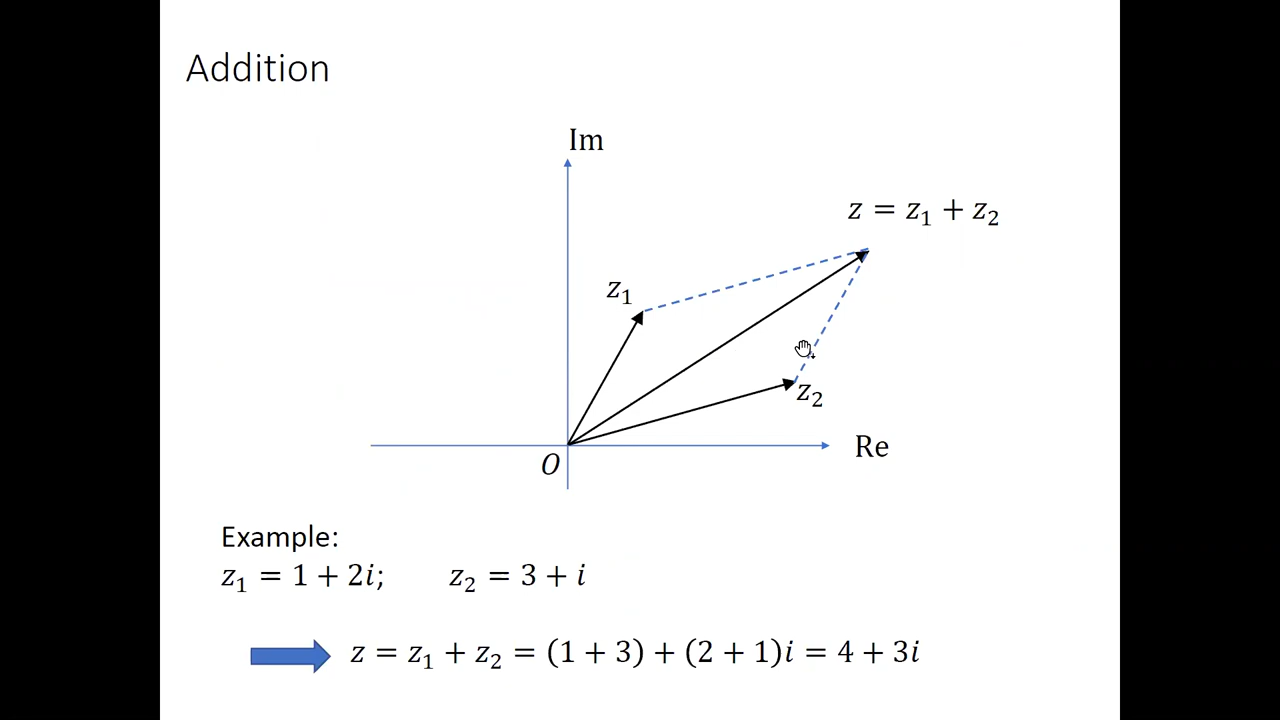 Addition
Im
z = z₁ + z₂
z₁
z₂
Re
O
Example:
z₁ = 1 + 2i; z₂ = 3 + i
z = z₁ + z₂ = (1 + 3) + (2 + 1)i = 4 + 3i